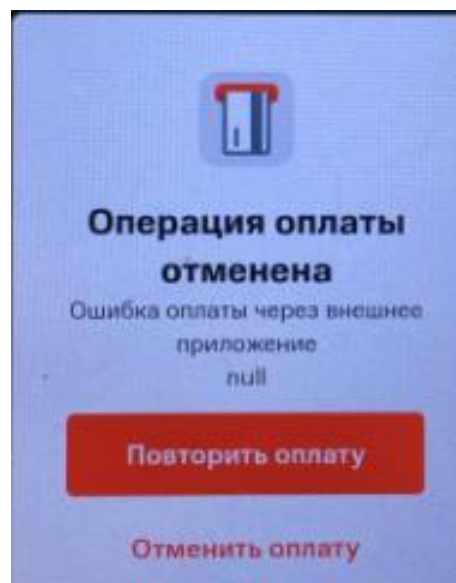 Операция оплаты
отменена
Ошибка оплаты через внешнее
приложение
null
Повторить оплату
Отменить оплату